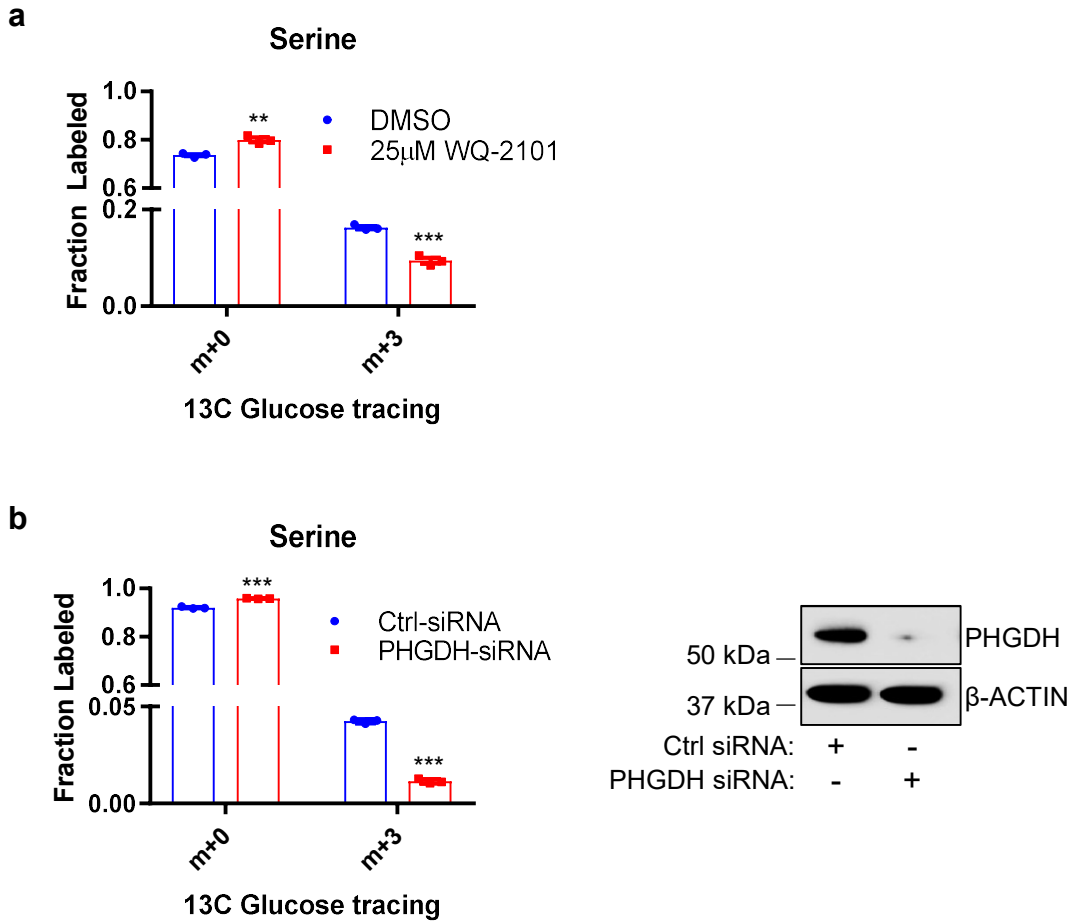 a
Serine
Fraction Labeled
1.0
0.8
0.6
0.2
0.0
**
***
DMSO
25μM WQ-2101
m+0
m+3
13C Glucose tracing
b
Serine
Fraction Labeled
1.0
0.8
0.6
0.05
0.00
***
***
Ctrl-siRNA
PHGDH-siRNA
m+0
m+3
13C Glucose tracing
50 kDa
PHGDH
37 kDa
β-ACTIN
Ctrl siRNA: + -
PHGDH siRNA: - +